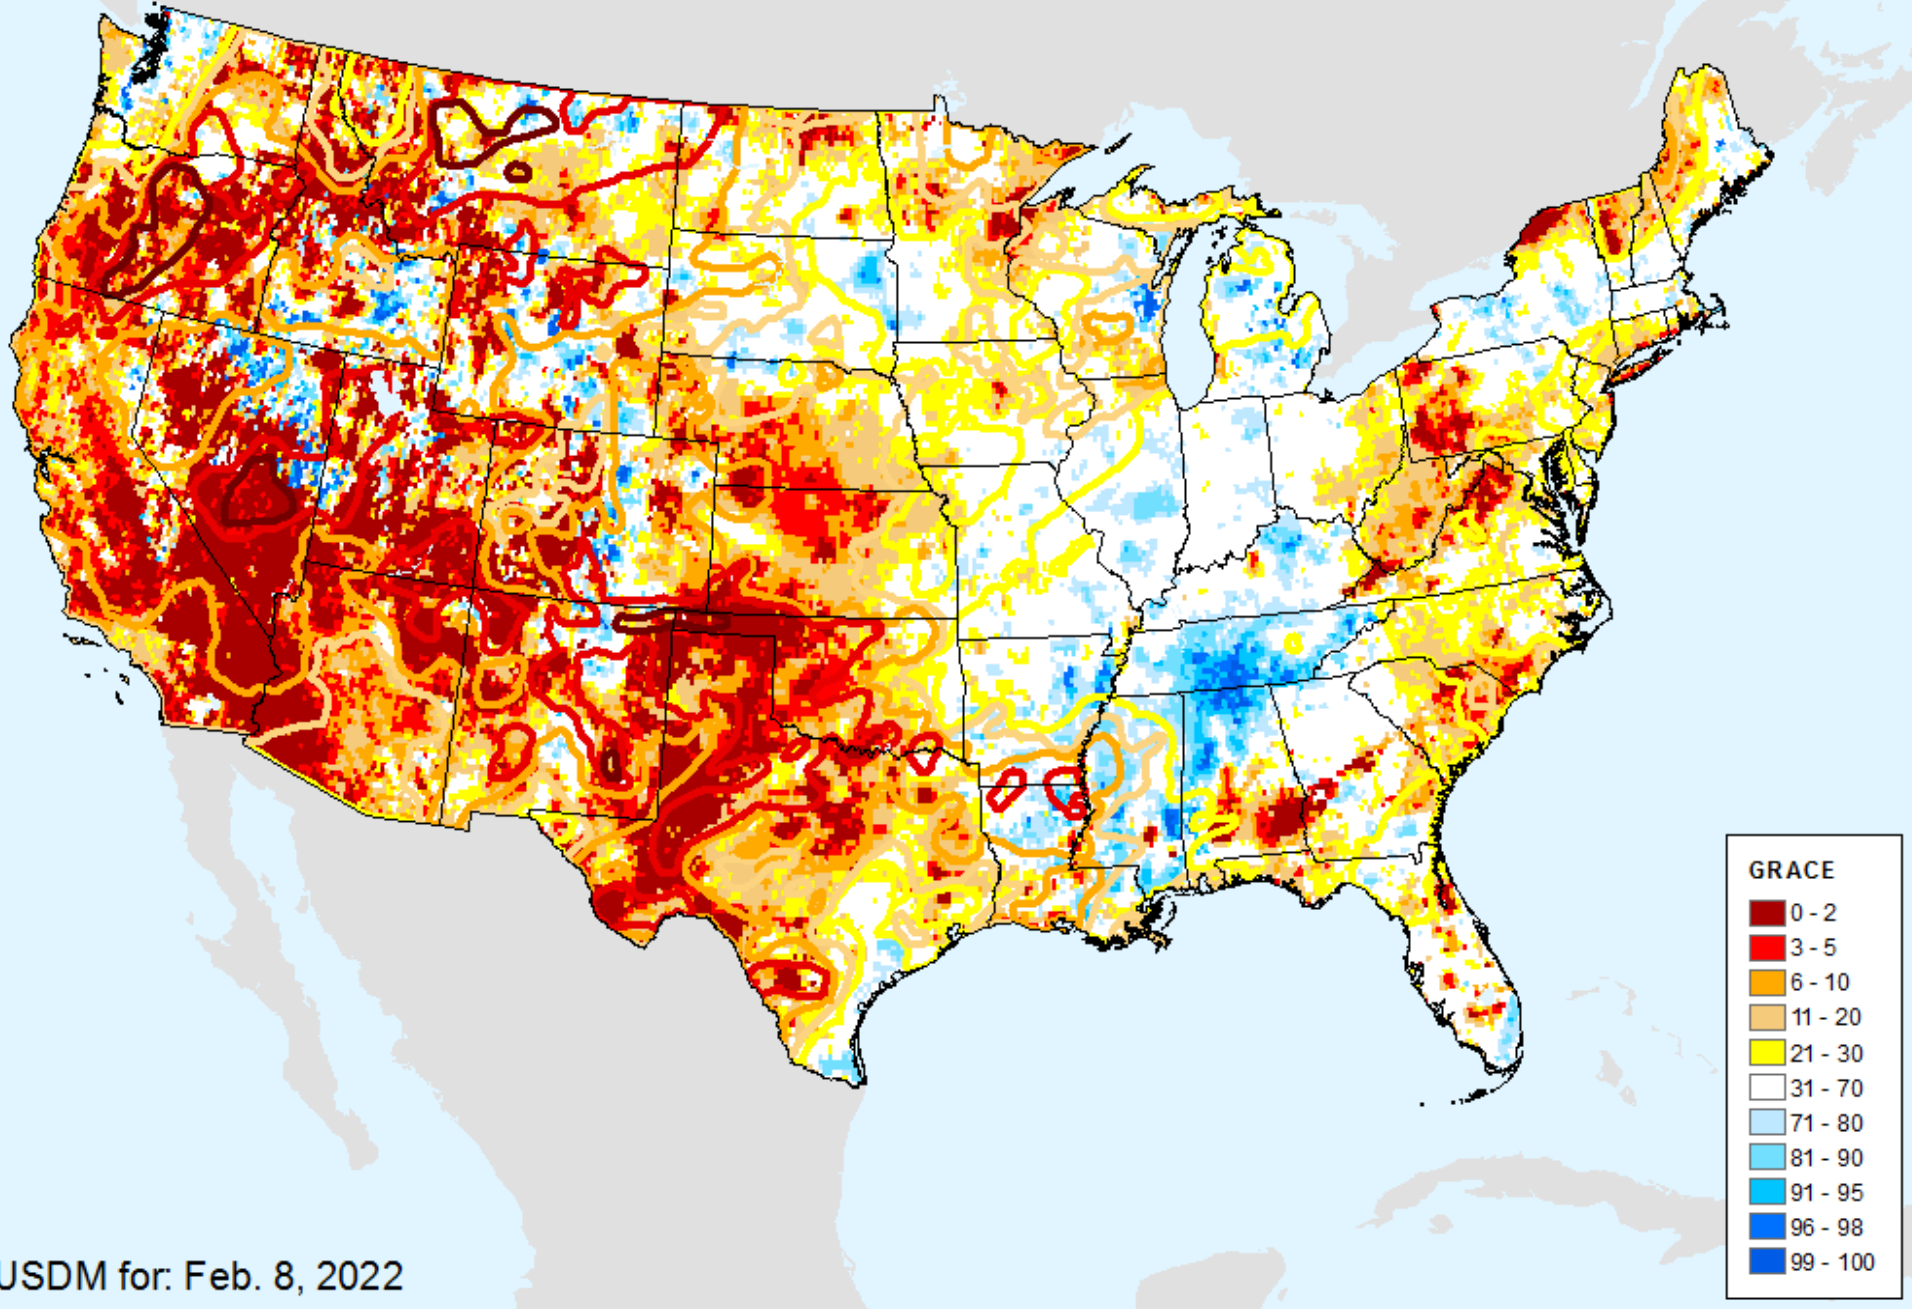 GRACE
0 - 2
3 - 5
6 - 10
11 - 20
21 - 30
31 - 70
71 - 80
81 - 90
91 - 95
96 - 98
99 - 100
USDM for: Feb. 8, 2022